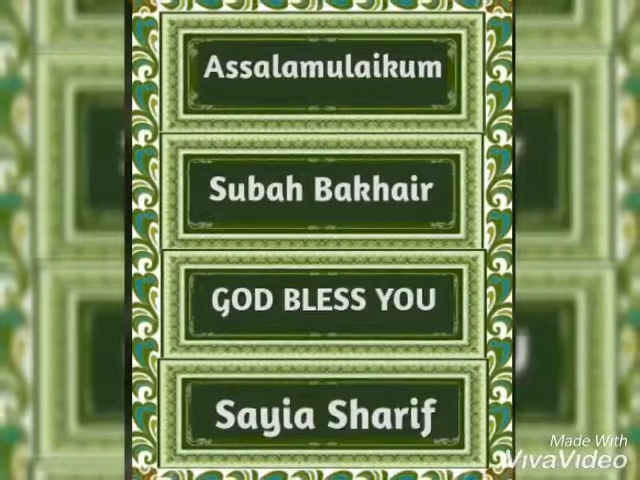 Assalamulaikum
Subah Bakhair
GOD BLESS YOU
Sayia Sharif
Made With
VivaVideo